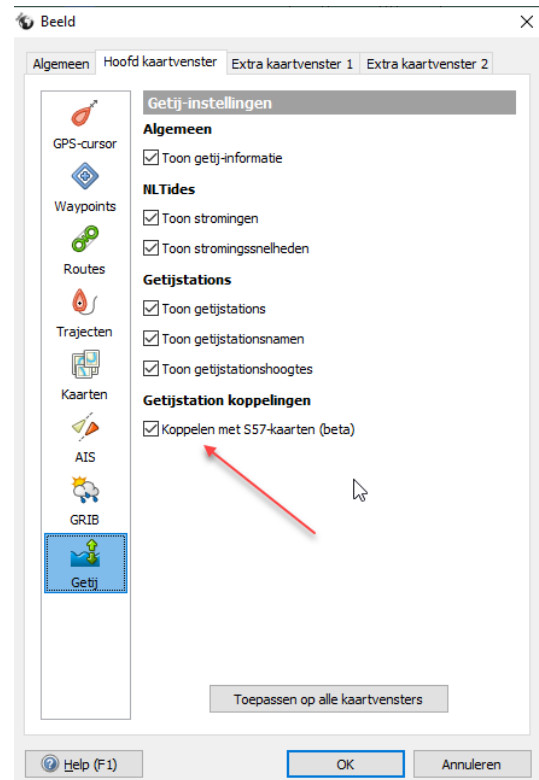 Beeld
Algemeen Hoofd kaartvenster Extra kaartvenster 1 Extra kaartvenster 2
GPS-cursor
Waypoints
Routes
Trajecten
Kaarten
AIS
GRIB
Getij
Getij-instellingen
Algemeen
Toon getij-informatie
NLTides
Toon stromingen
Toon stromingssnelheden
Getijstations
Toon getijstations
Toon getijstationsnamen
Toon getijstationshoogtes
Getijstation koppelingen
Koppelen met S57-kaarten (beta)
Toepassen op alle kaartvensters
Help (F1) OK Annuleren